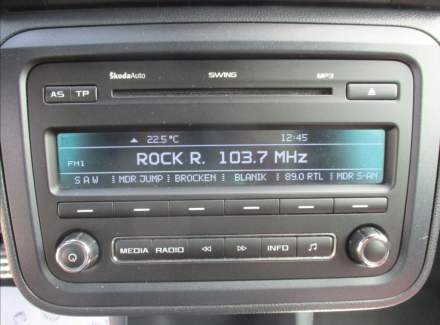 ŠkodaAuto SWING MP3
AS TP
22.5°C 12:45
FM1 ROCK R. 103.7 MHz
SAW MDR JUMP BROCKEN BLANIK 89.0 RTL MDR S-AN
MEDIA RADIO INFO